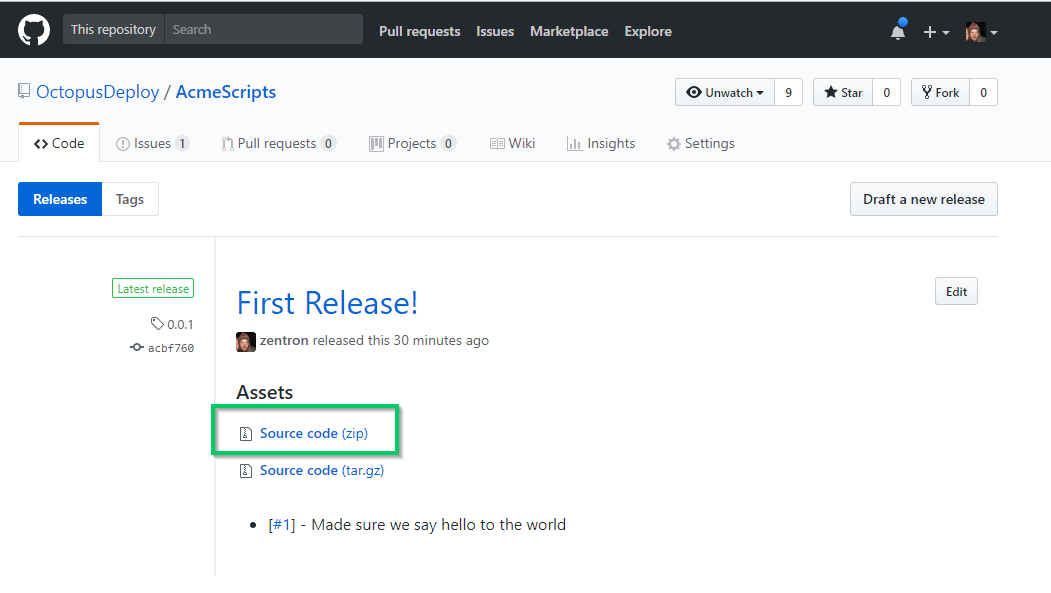 This repository Search Pull requests Issues Marketplace Explore
OctopusDeploy / AcmeScripts Unwatch 9 Star 0 Fork 0
Code Issues 1 Pull requests 0 Projects 0 Wiki Insights Settings
Releases Tags Draft a new release
Latest release
0.0.1
acbf760
First Release! Edit
zentron released this 30 minutes ago
Assets
Source code (zip)
Source code (tar.gz)
• [#1] - Made sure we say hello to the world